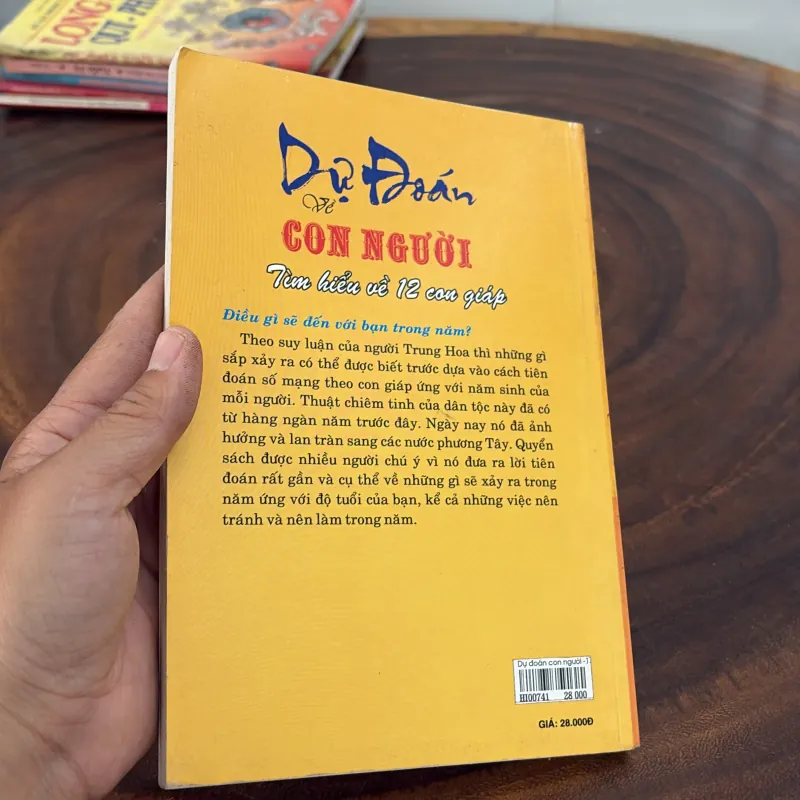 LONG
QUI - PH
Dự Đoán
Về
CON NGƯỜI
Tìm hiểu về 12 con giáp
Điều gì sẽ đến với bạn trong năm?
Theo suy luận của người Trung Hoa thì những gì
sắp xảy ra có thể được biết trước dựa vào cách tiên
đoán số mạng theo con giáp ứng với năm sinh của
mỗi người. Thuật chiêm tinh của dân tộc này đã có
từ hàng ngàn năm trước đây. Ngày nay nó đã ảnh
hưởng và lan tràn sang các nước phương Tây. Quyển
sách được nhiều người chú ý vì nó đưa ra lời tiên
đoán rất gần và cụ thể về những gì sẽ xảy ra trong
năm ứng với độ tuổi của bạn, kể cả những việc nên
tránh và nên làm trong năm.
Dự đoán con người -1
HI00741 28 000
GIÁ: 28.000Đ